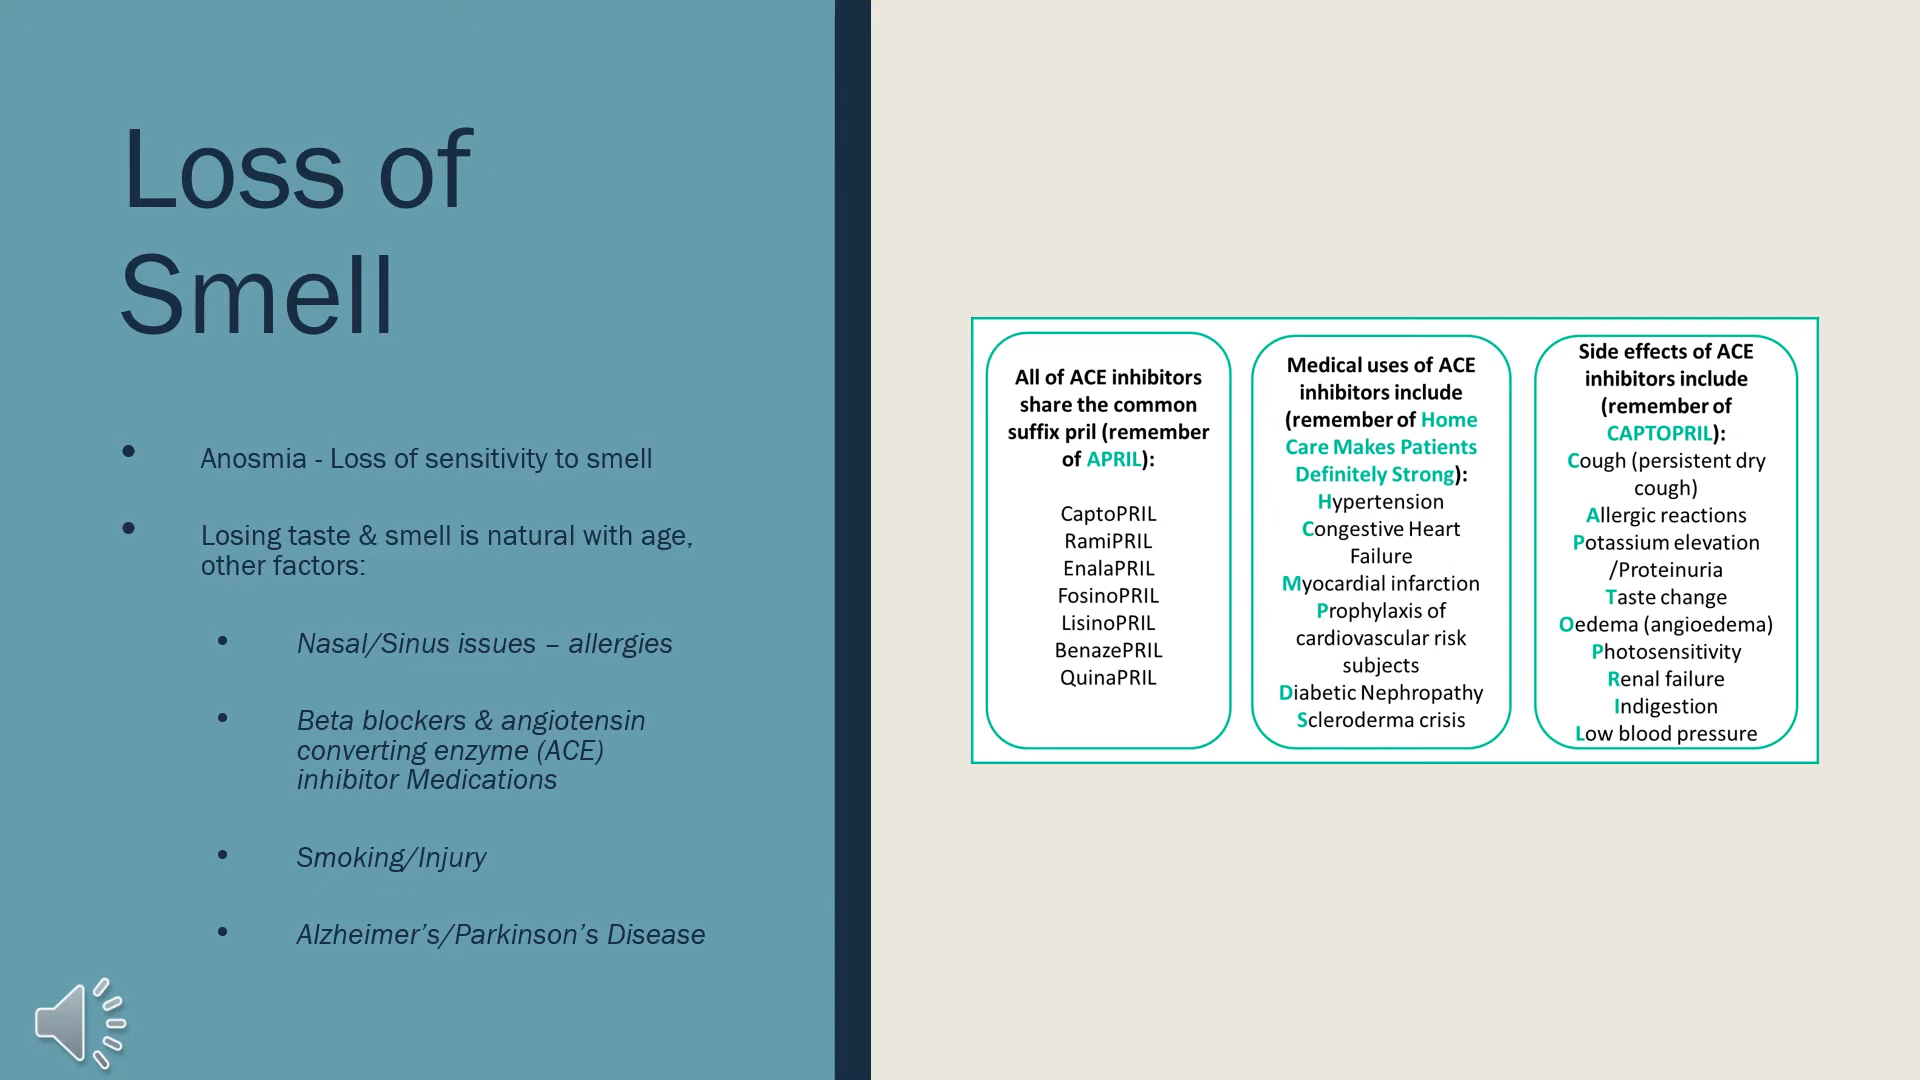 Loss of
Smell
• Anosmia - Loss of sensitivity to smell
• Losing taste & smell is natural with age,
other factors:
• Nasal/Sinus issues – allergies
• Beta blockers & angiotensin
converting enzyme (ACE)
inhibitor Medications
• Smoking/Injury
• Alzheimer’s/Parkinson’s Disease
All of ACE inhibitors
share the common
suffix pril (remember
of APRIL):
CaptoPRIL
RamiPRIL
EnalaPRIL
FosinoPRIL
LisinoPRIL
BenazePRIL
QuinaPRIL
Medical uses of ACE
inhibitors include
(remember of Home
Care Makes Patients
Definitely Strong):
Hypertension
Congestive Heart
Failure
Myocardial infarction
Prophylaxis of
cardiovascular risk
subjects
Diabetic Nephropathy
Scleroderma crisis
Side effects of ACE
inhibitors include
(remember of
CAPTOPRIL):
Cough (persistent dry
cough)
Allergic reactions
Potassium elevation
/Proteinuria
Taste change
Oedema (angioedema)
Photosensitivity
Renal failure
Indigestion
Low blood pressure